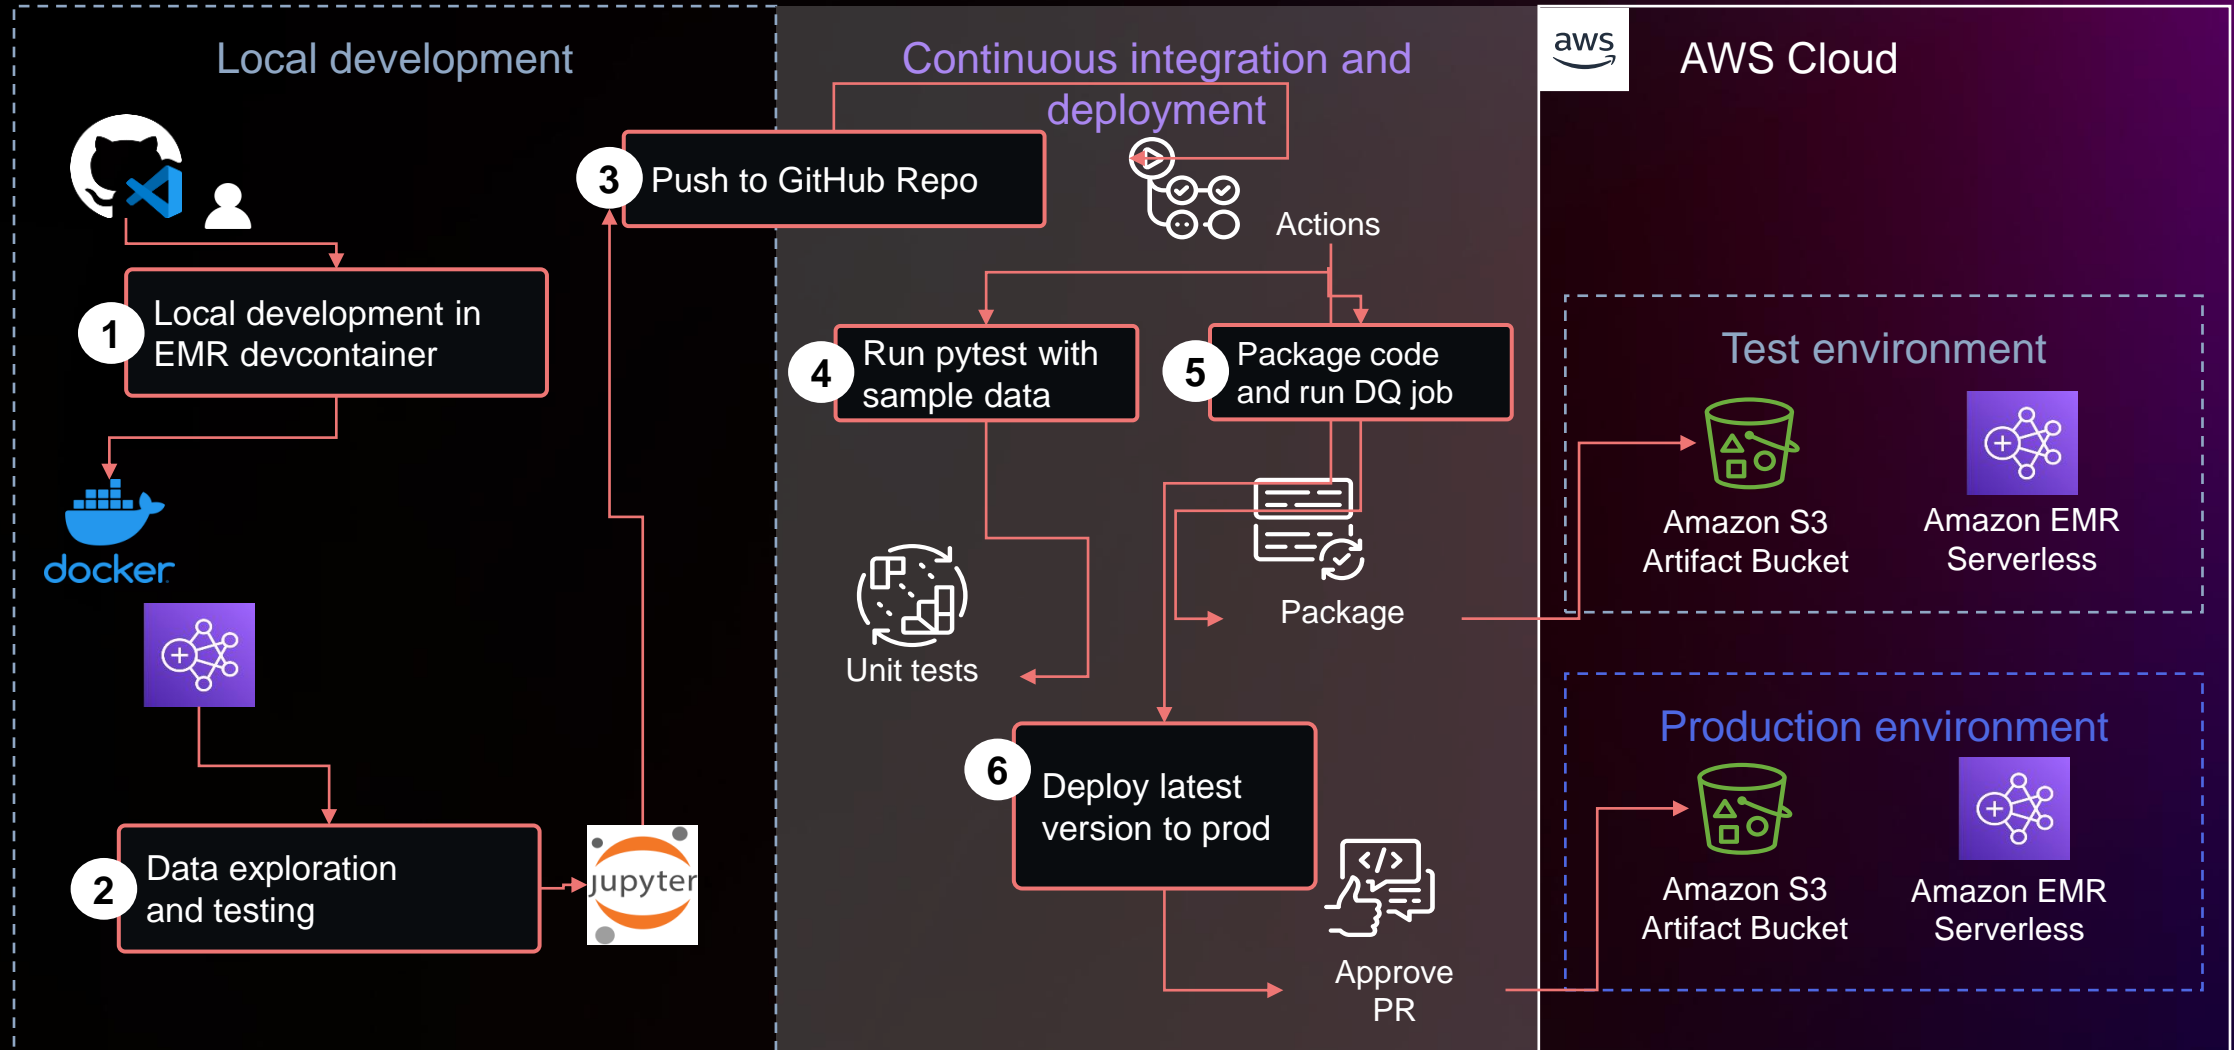 Local development
1
Local development in
EMR devcontainer
docker
2
Data exploration
and testing
jupyter
3
Push to GitHub Repo
Continuous integration and
deployment
Actions
4
Run pytest with
sample data
5
Package code
and run DQ job
Unit tests
Package
6
Deploy latest
version to prod
Approve
PR
aws
AWS Cloud
Test environment
Amazon S3
Artifact Bucket
Amazon EMR
Serverless
Production environment
Amazon S3
Artifact Bucket
Amazon EMR
Serverless